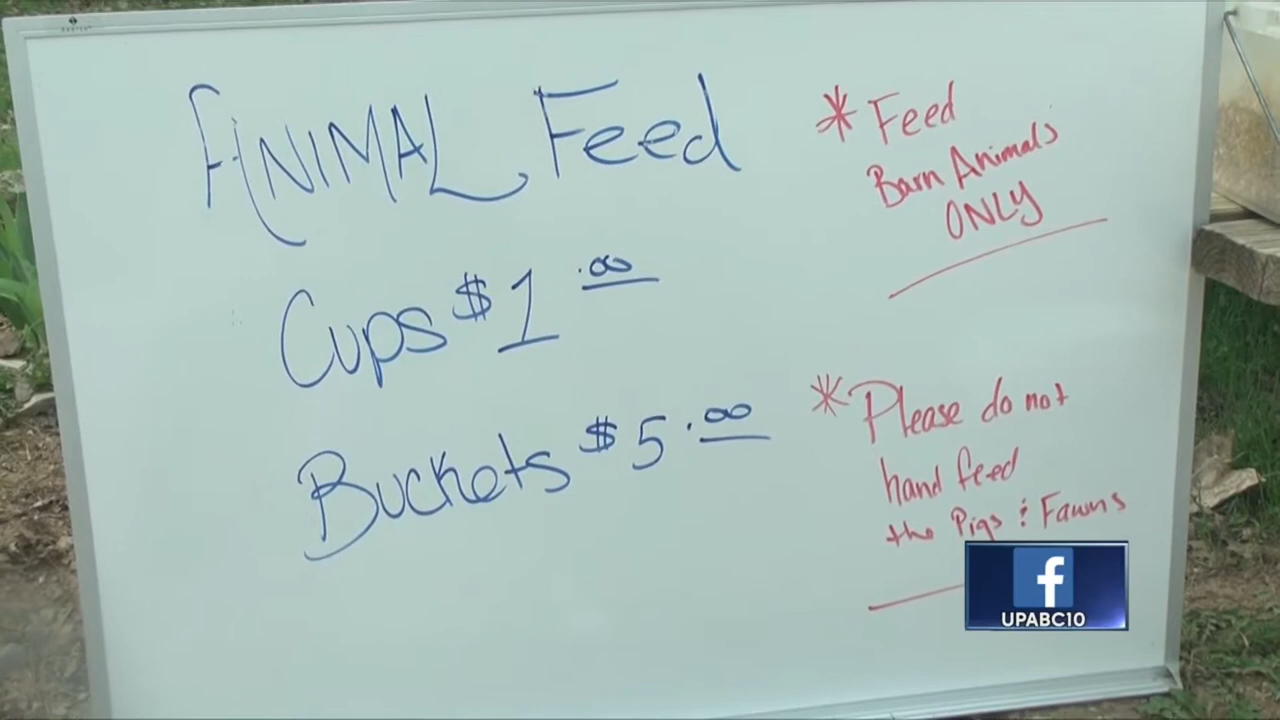 ANIMAL Feed
Cups $1.00
Buckets $5.00
* Feed
Barn Animals
ONLY
* Please do not
hand feed
the Pigs & Fawns
f
UPABC10